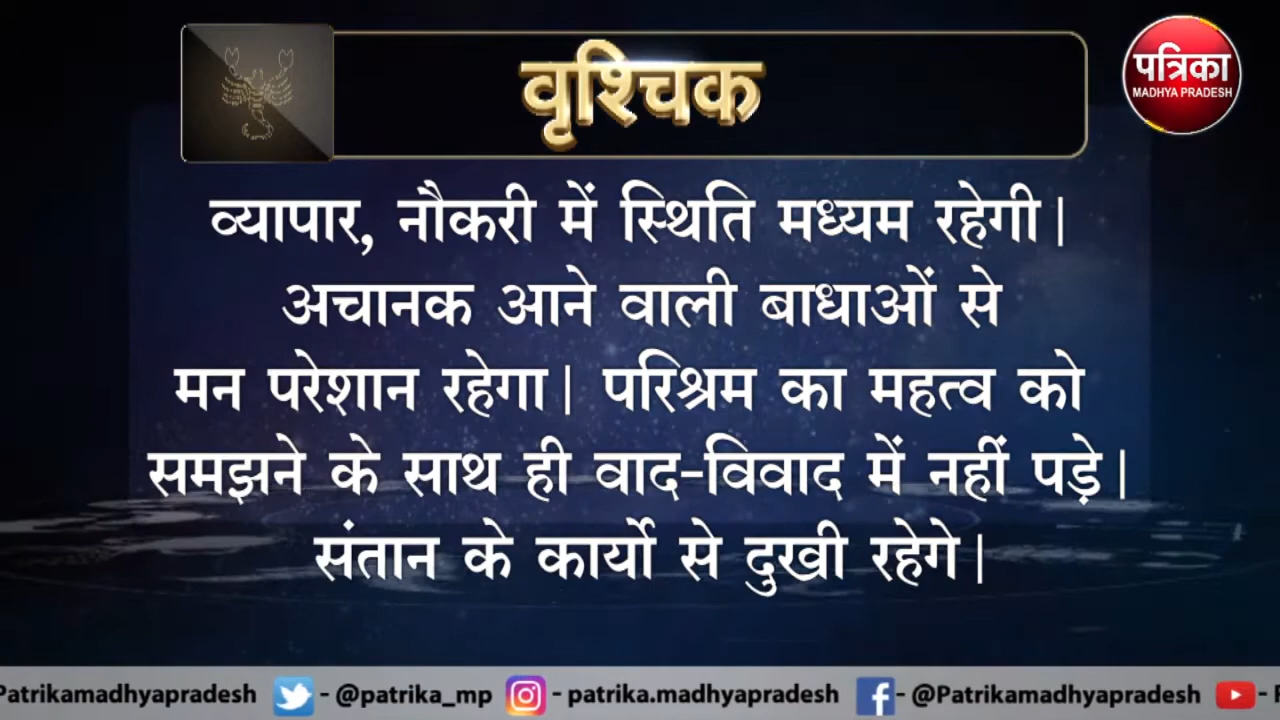 वृश्चिक
पत्रिका
MADHYA PRADESH
व्यापार, नौकरी में स्थिति मध्यम रहेगी।
अचानक आने वाली बाधाओं से
मन परेशान रहेगा। परिश्रम का महत्व को
समझने के साथ ही वाद-विवाद में नहीं पड़े।
संतान के कार्यो से दुखी रहेगे।
Patrikamadhyapradesh - @patrika_mp - patrika.madhyapradesh - @Patrikamadhyapradesh -